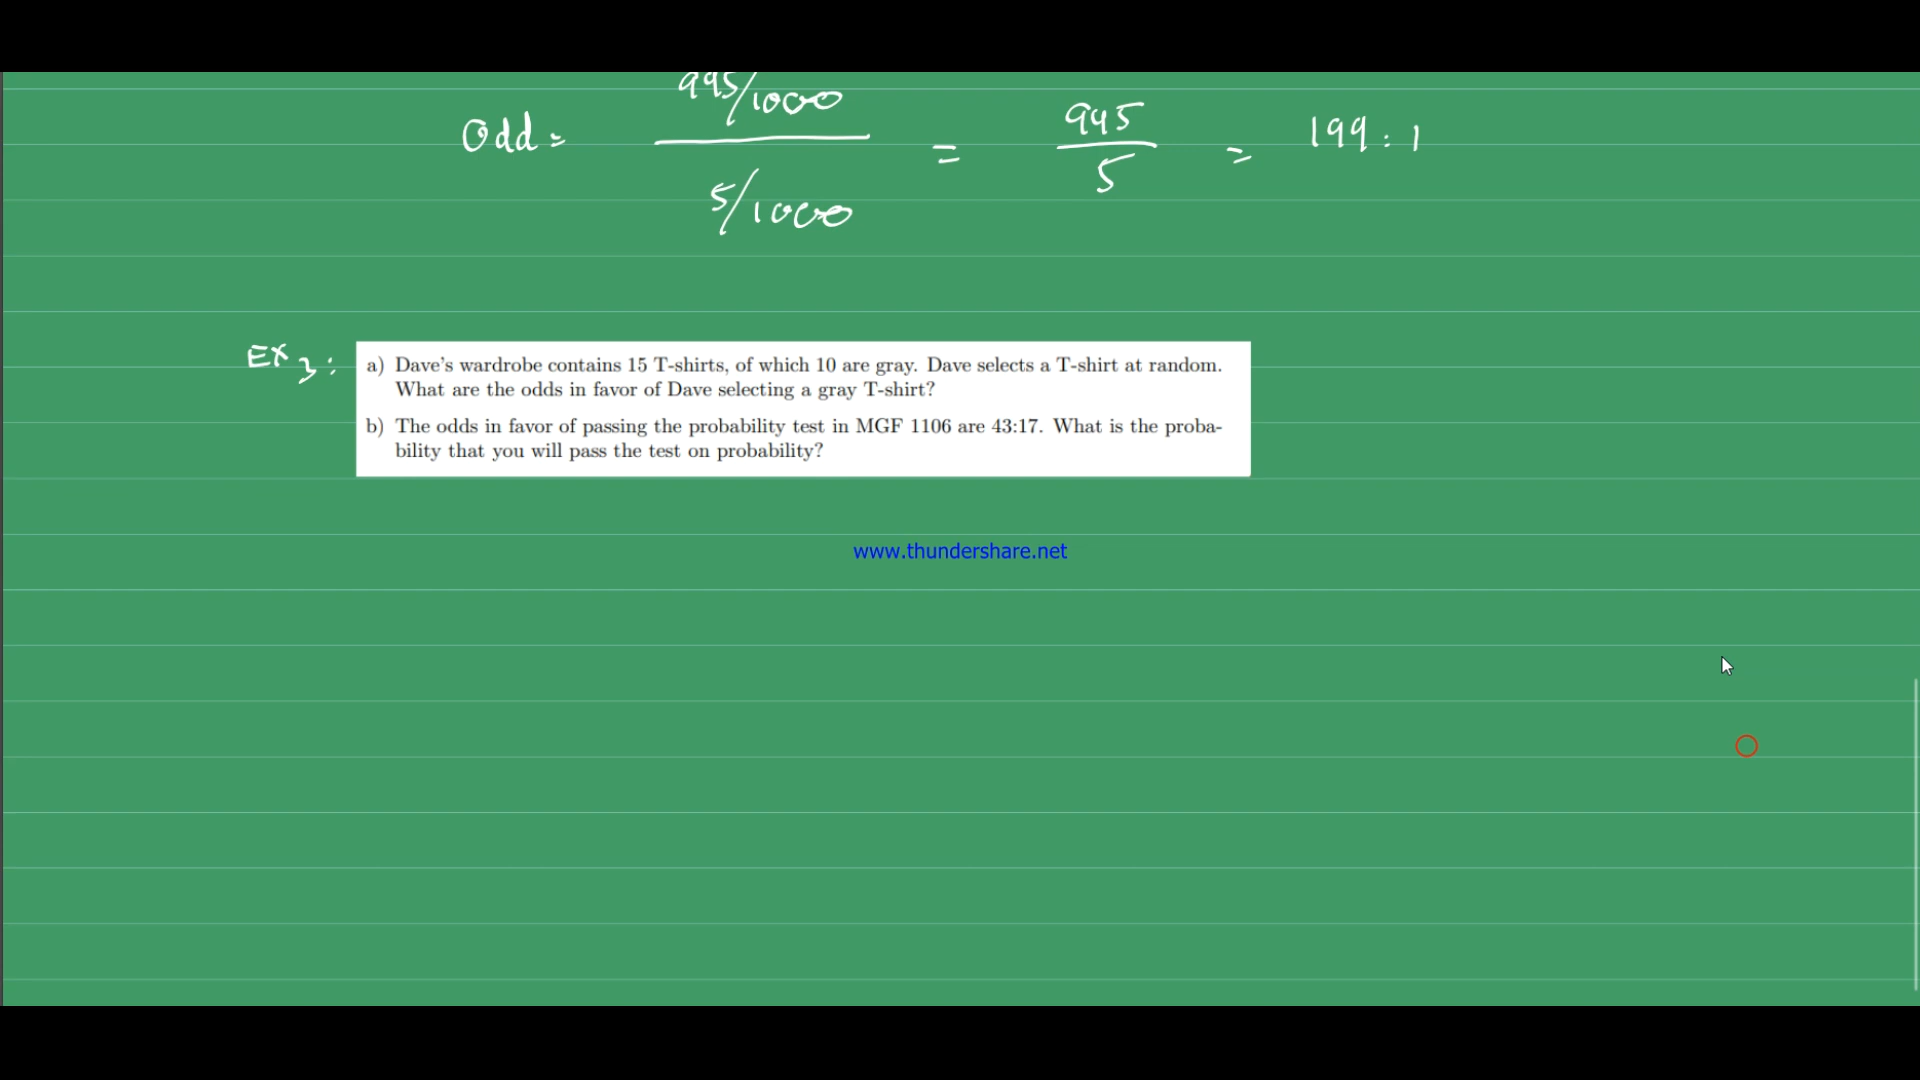 995/1000
Odd = 5/1000 = 995/5 = 199 : 1
Ex 3 :
a) Dave's wardrobe contains 15 T-shirts, of which 10 are gray. Dave selects a T-shirt at random.
What are the odds in favor of Dave selecting a gray T-shirt?
b) The odds in favor of passing the probability test in MGF 1106 are 43:17. What is the proba-
bility that you will pass the test on probability?
www.thundershare.net